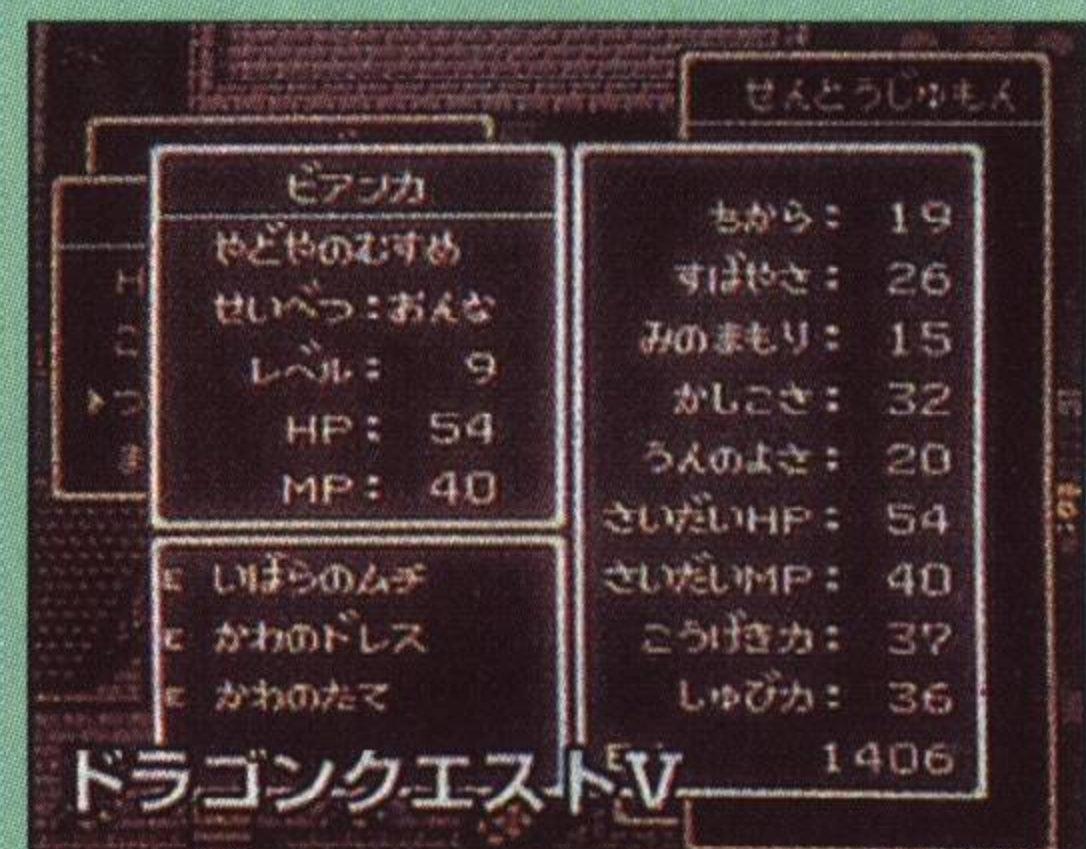 せんとうじゅもん
ビアンカ
やどやのむすめ
せいべつ:おんな
レベル: 9
HP: 54
MP: 40
E いばらのムチ
E かわのドレス
E かわのたて
ちから: 19
すばやさ: 26
みのまもり: 15
かしこさ: 32
うんのよさ: 20
さいだいHP: 54
さいだいMP: 40
こうげき力: 37
しゅび力: 36
E 1406
ドラゴンクエストV